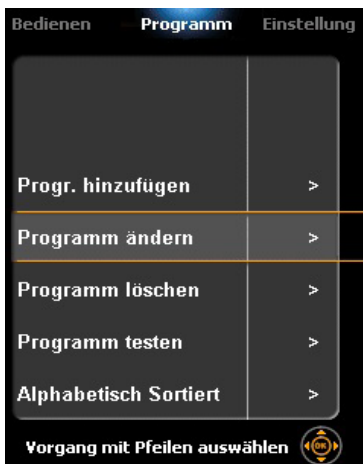 Bedienen Programm Einstellung
Progr. hinzufügen >
Programm ändern >
Programm löschen >
Programm testen >
Alphabetisch Sortiert >
Vorgang mit Pfeilen auswählen OK